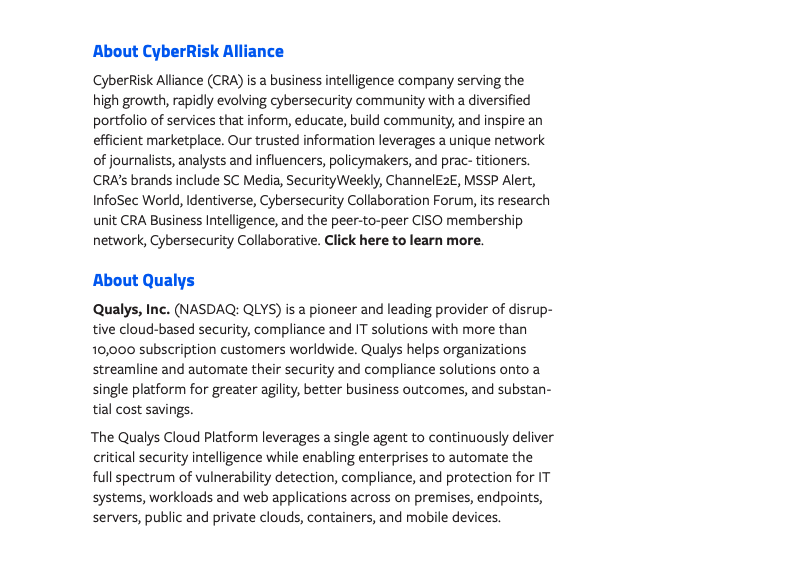 About CyberRisk Alliance
CyberRisk Alliance (CRA) is a business intelligence company serving the
high growth, rapidly evolving cybersecurity community with a diversified
portfolio of services that inform, educate, build community, and inspire an
efficient marketplace. Our trusted information leverages a unique network
of journalists, analysts and influencers, policymakers, and prac- titioners.
CRA’s brands include SC Media, SecurityWeekly, ChannelE2E, MSSP Alert,
InfoSec World, Identiverse, Cybersecurity Collaboration Forum, its research
unit CRA Business Intelligence, and the peer-to-peer CISO membership
network, Cybersecurity Collaborative. Click here to learn more.
About Qualys
Qualys, Inc. (NASDAQ: QLYS) is a pioneer and leading provider of disrup-
tive cloud-based security, compliance and IT solutions with more than
10,000 subscription customers worldwide. Qualys helps organizations
streamline and automate their security and compliance solutions onto a
single platform for greater agility, better business outcomes, and substan-
tial cost savings.
The Qualys Cloud Platform leverages a single agent to continuously deliver
critical security intelligence while enabling enterprises to automate the
full spectrum of vulnerability detection, compliance, and protection for IT
systems, workloads and web applications across on premises, endpoints,
servers, public and private clouds, containers, and mobile devices.